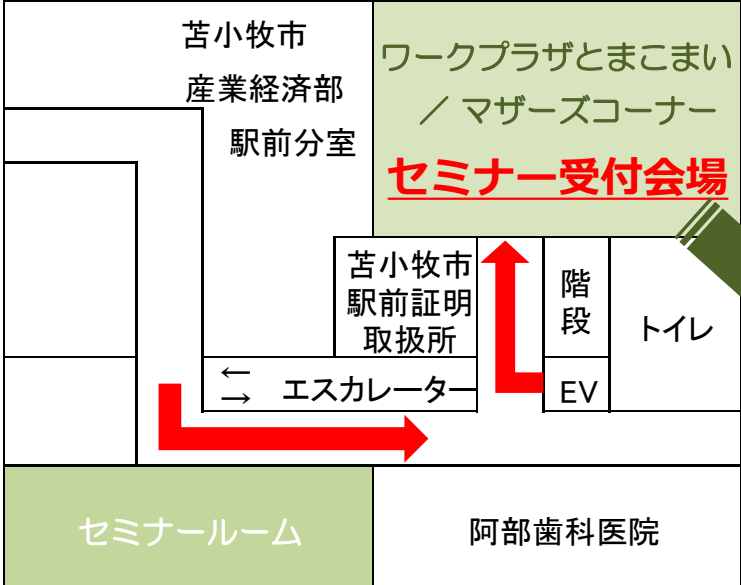 苫小牧市
産業経済部
駅前分室
ワークプラザとまこまい
／ マザーズコーナー
セミナー受付会場
苫小牧市
駅前証明
取扱所
階段
トイレ
←
→
エスカレーター
EV
セミナールーム
阿部歯科医院